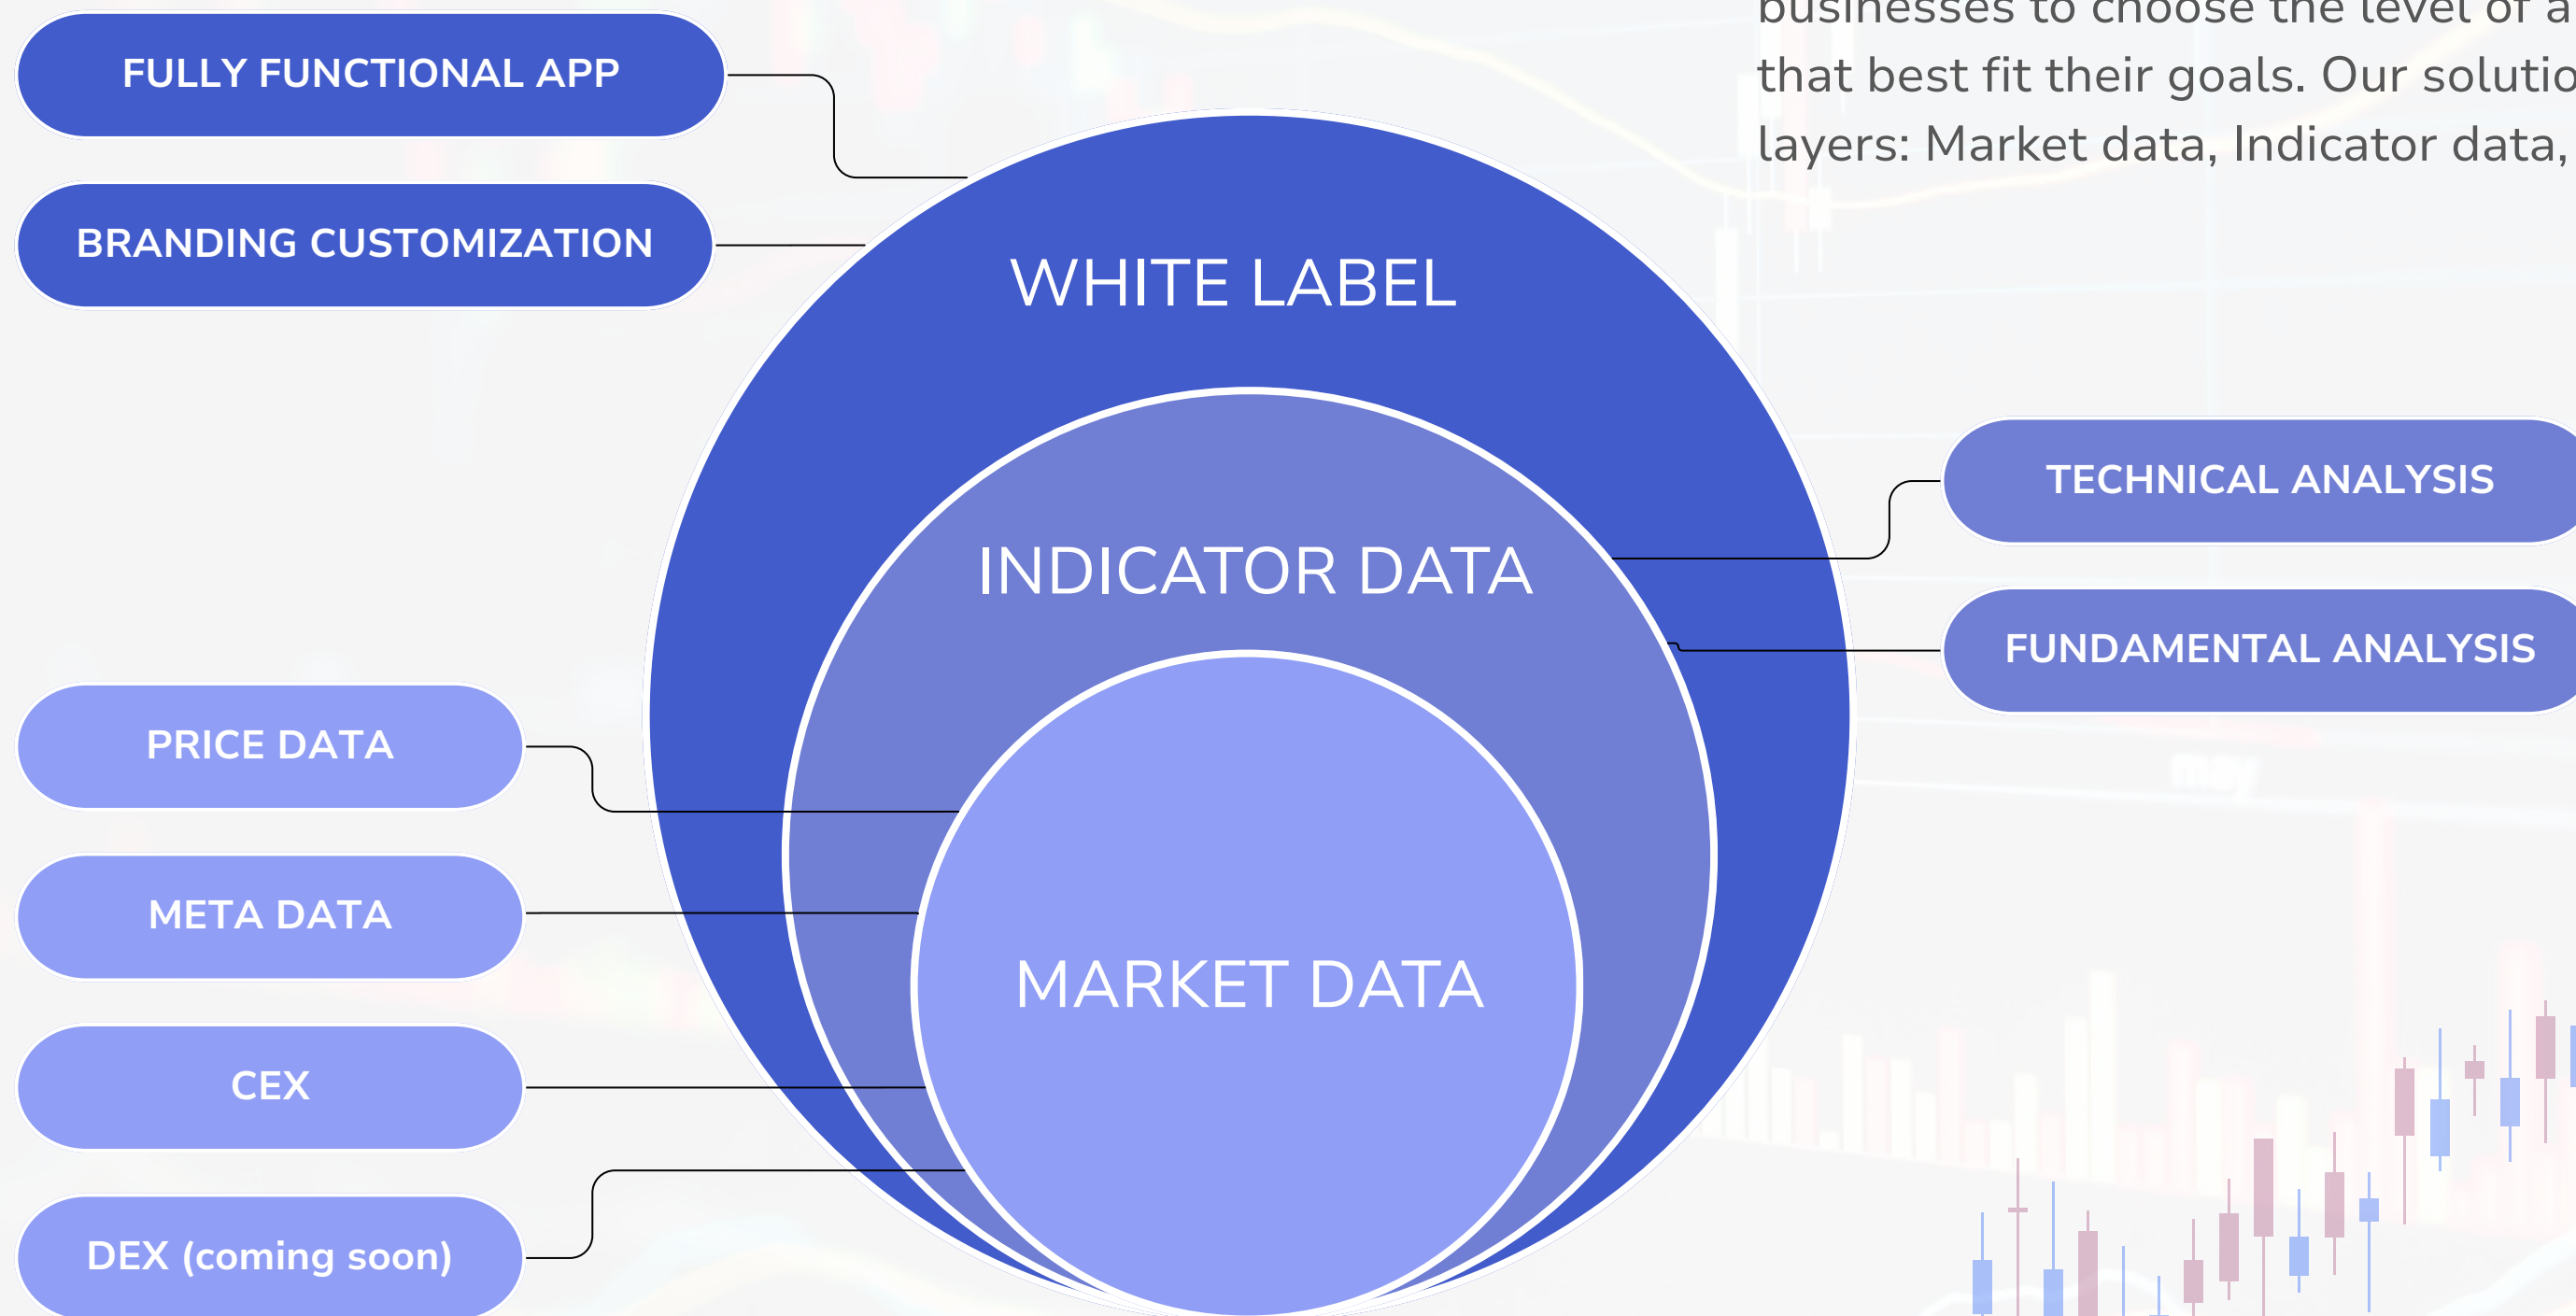 businesses to choose the level of a
that best fit their goals. Our solutio
layers: Market data, Indicator data,
FULLY FUNCTIONAL APP
BRANDING CUSTOMIZATION
WHITE LABEL
INDICATOR DATA
TECHNICAL ANALYSIS
FUNDAMENTAL ANALYSIS
PRICE DATA
META DATA
CEX
DEX (coming soon)
MARKET DATA
may